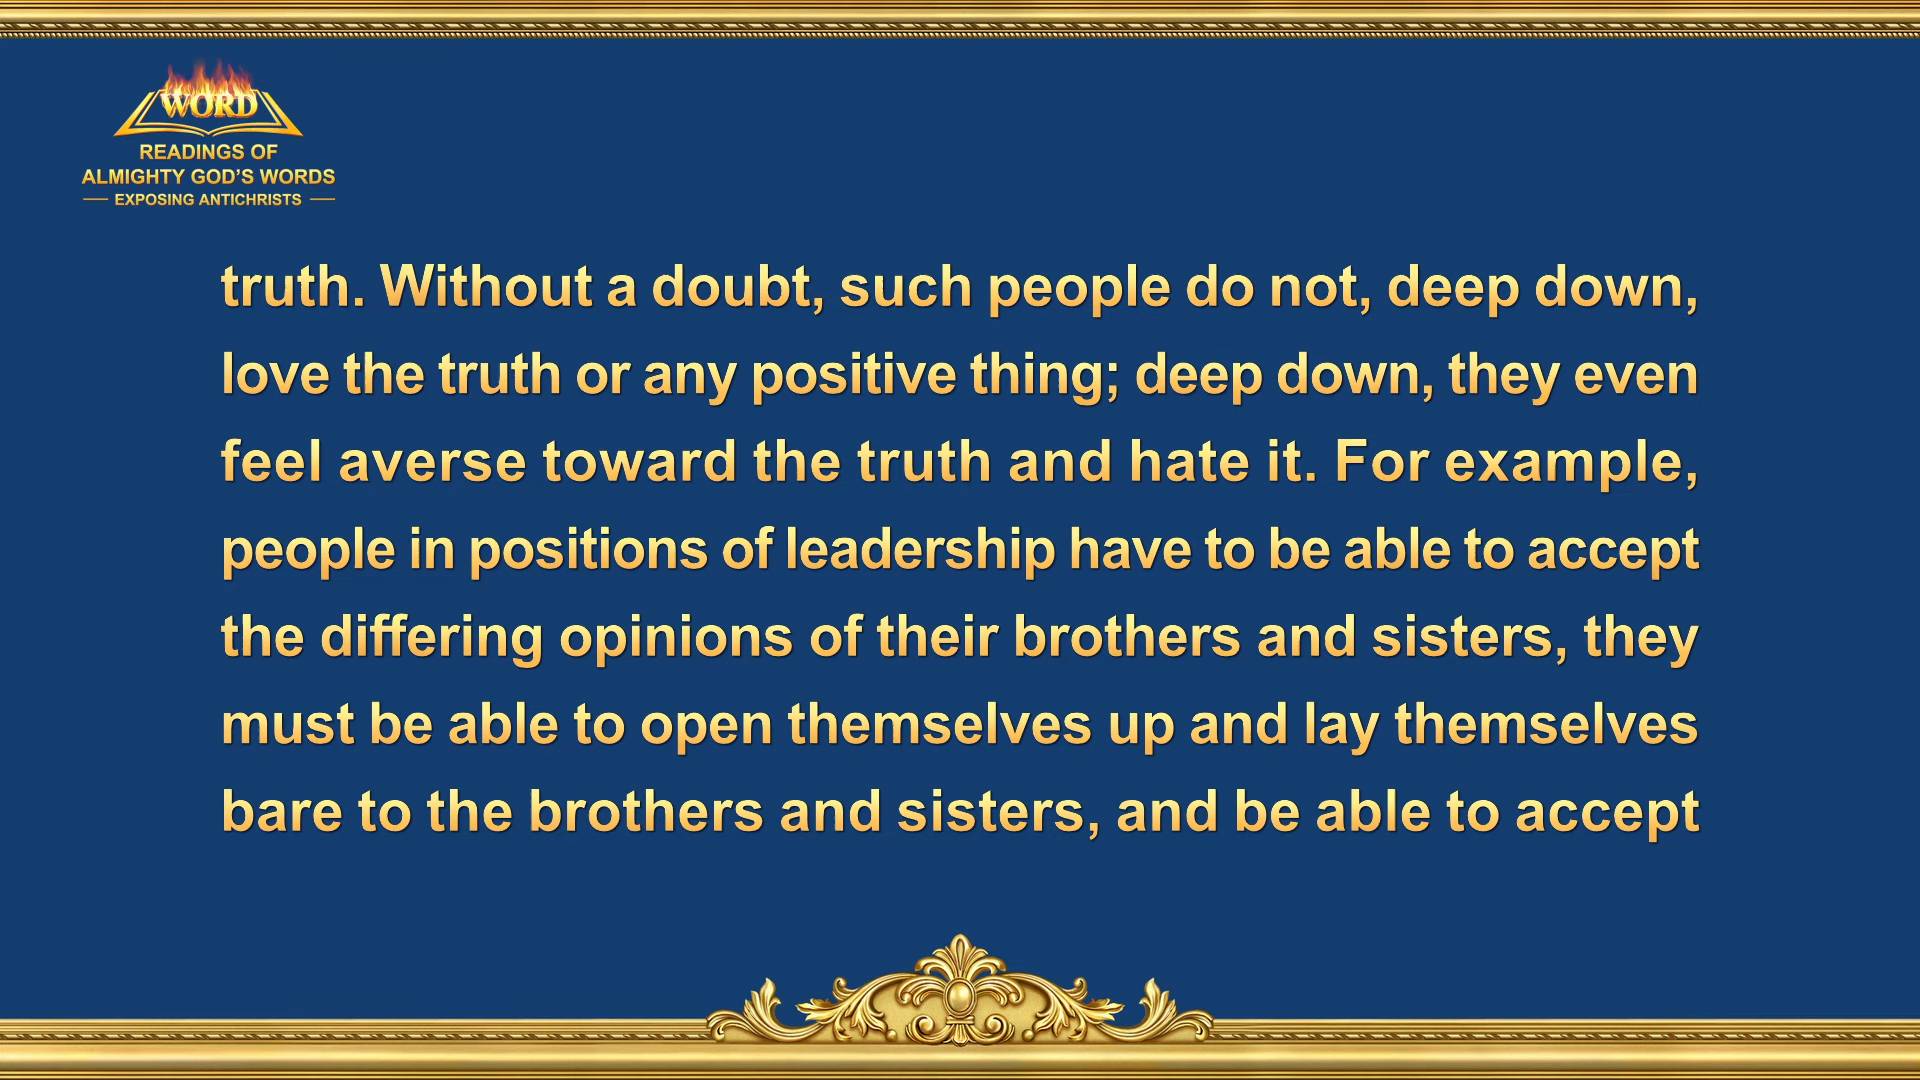 WORD
READINGS OF
ALMIGHTY GOD'S WORDS
EXPOSING ANTICHRISTS
truth. Without a doubt, such people do not, deep down,
love the truth or any positive thing; deep down, they even
feel averse toward the truth and hate it. For example,
people in positions of leadership have to be able to accept
the differing opinions of their brothers and sisters, they
must be able to open themselves up and lay themselves
bare to the brothers and sisters, and be able to accept